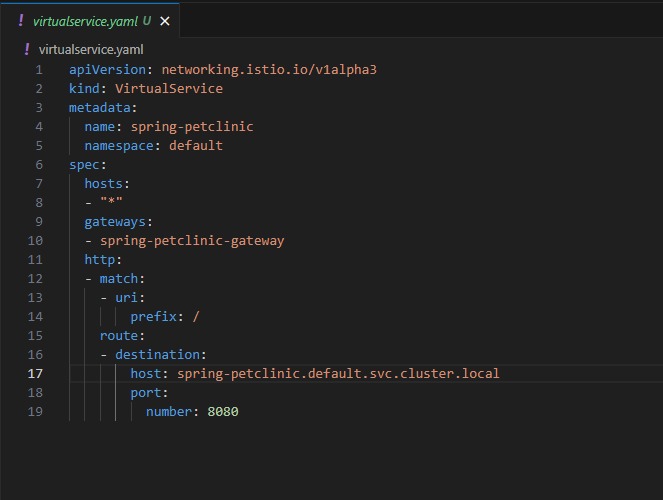 ! virtualservice.yaml U ×
! virtualservice.yaml
1 apiVersion: networking.istio.io/v1alpha3
2 kind: VirtualService
3 metadata:
4   name: spring-petclinic
5   namespace: default
6 spec:
7   hosts:
8   - "*"
9   gateways:
10   - spring-petclinic-gateway
11   http:
12   - match:
13     - uri:
14         prefix: /
15     route:
16     - destination:
17         host: spring-petclinic.default.svc.cluster.local
18         port:
19           number: 8080